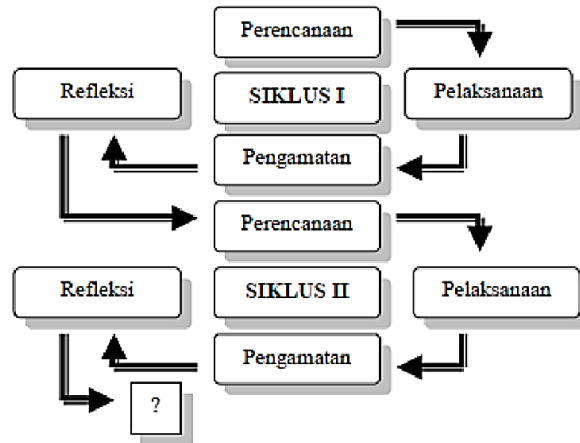 Perencanaan
Refleksi
SIKLUS I
Pelaksanaan
Pengamatan
Perencanaan
Refleksi
SIKLUS II
Pelaksanaan
Pengamatan
?